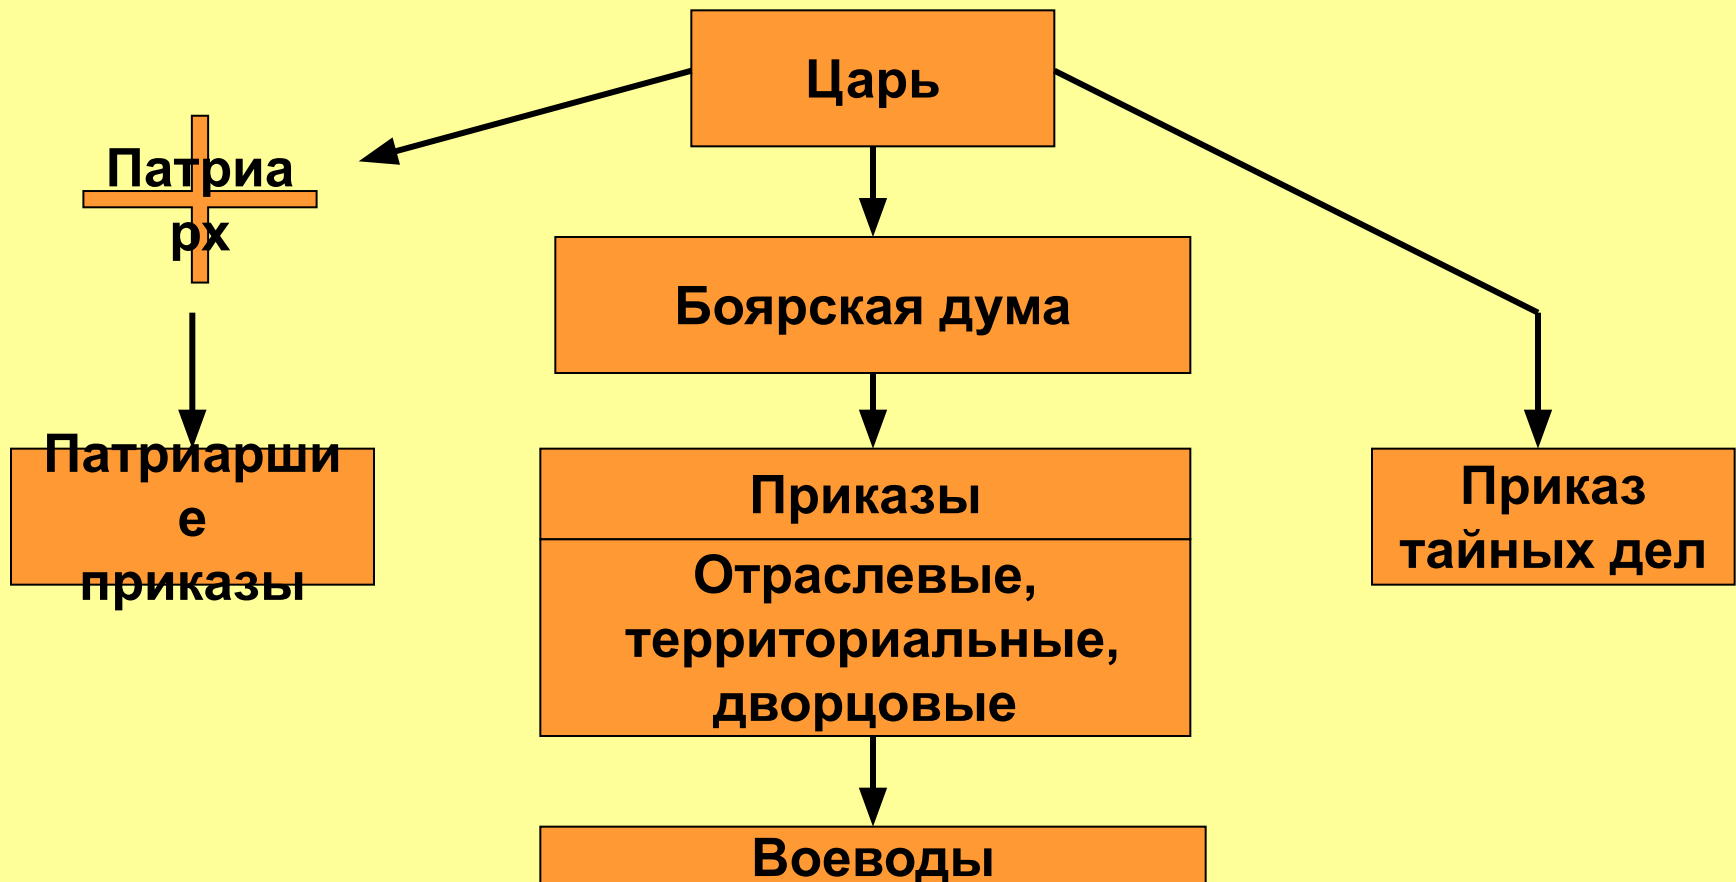 Царь
Патриа
рх
Боярская дума
Патриарши
е
приказы
Приказы
Отраслевые,
территориальные,
дворцовые
Приказ
тайных дел
Воеводы